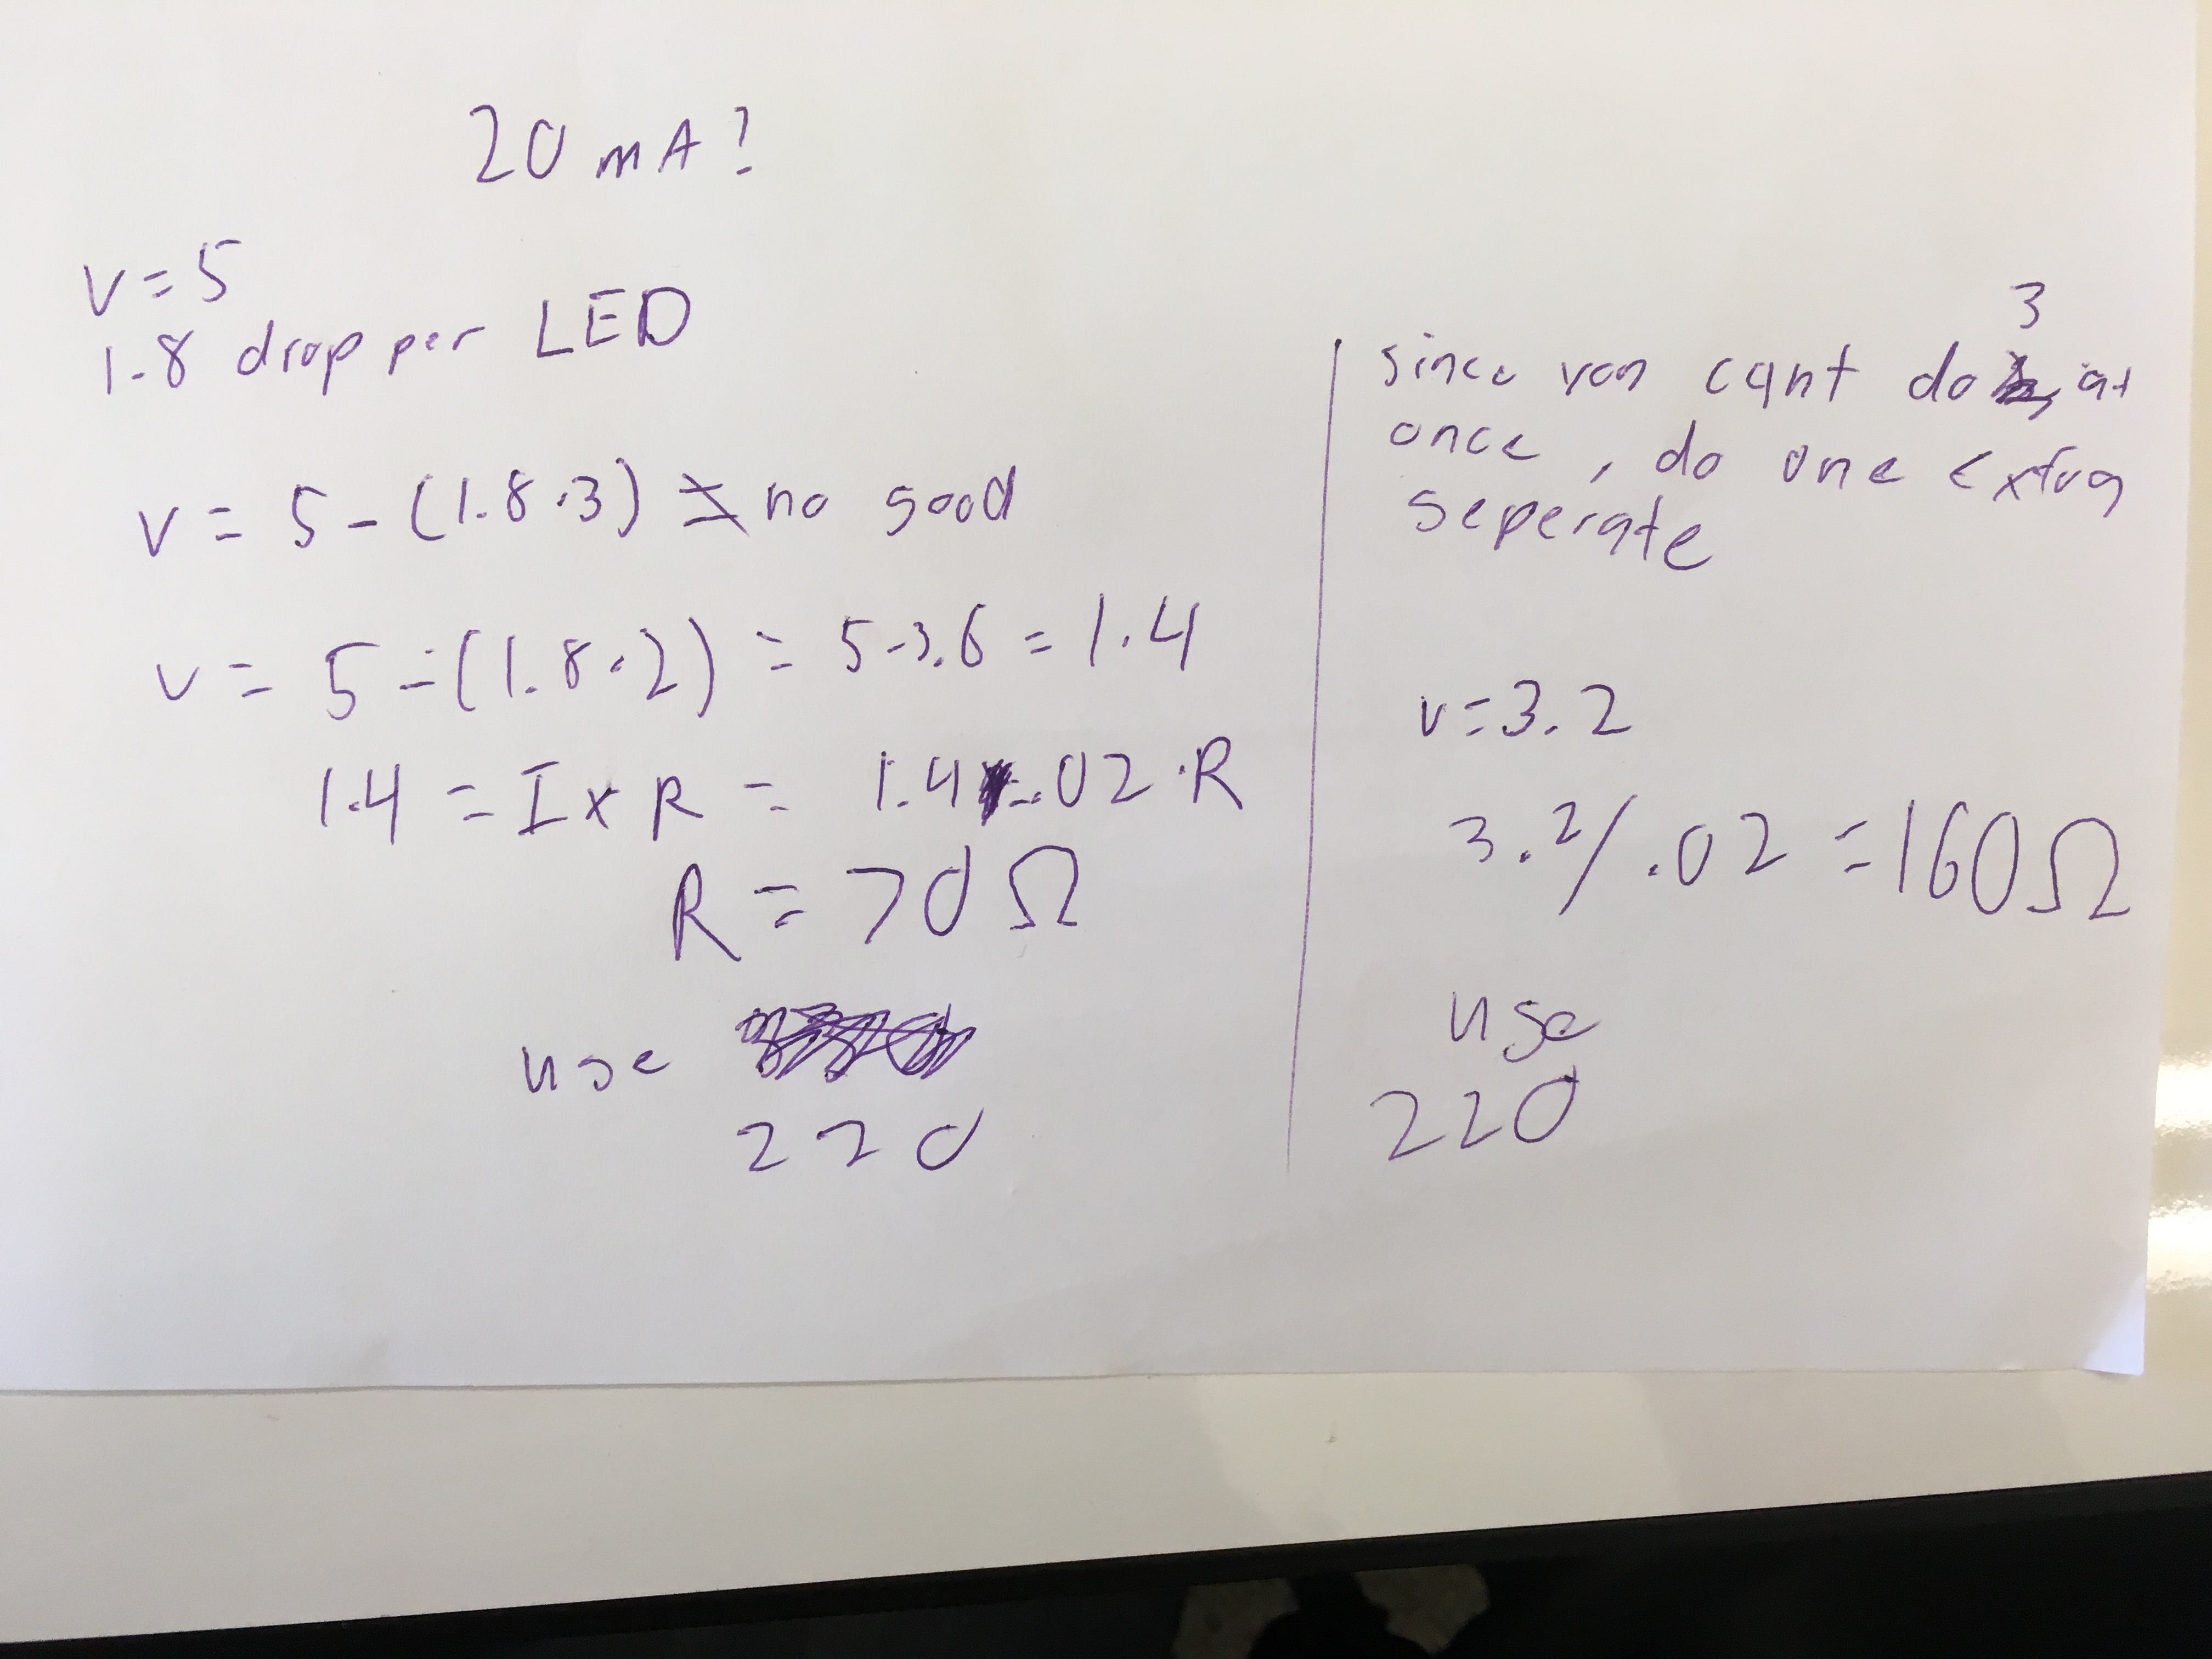 20 mA?
V=5
1.8 drop per LED
V = 5 - (1.8·3) no good
V = 5 - (1.8·2) = 5-3.6 = 1.4
1.4 = I x R = 1.4 = .02·R
R = 70 Ω
use
220
since you cant do 3 at
once, do one extra
seperate
V=3.2
3.2/.02 = 160Ω
use
220